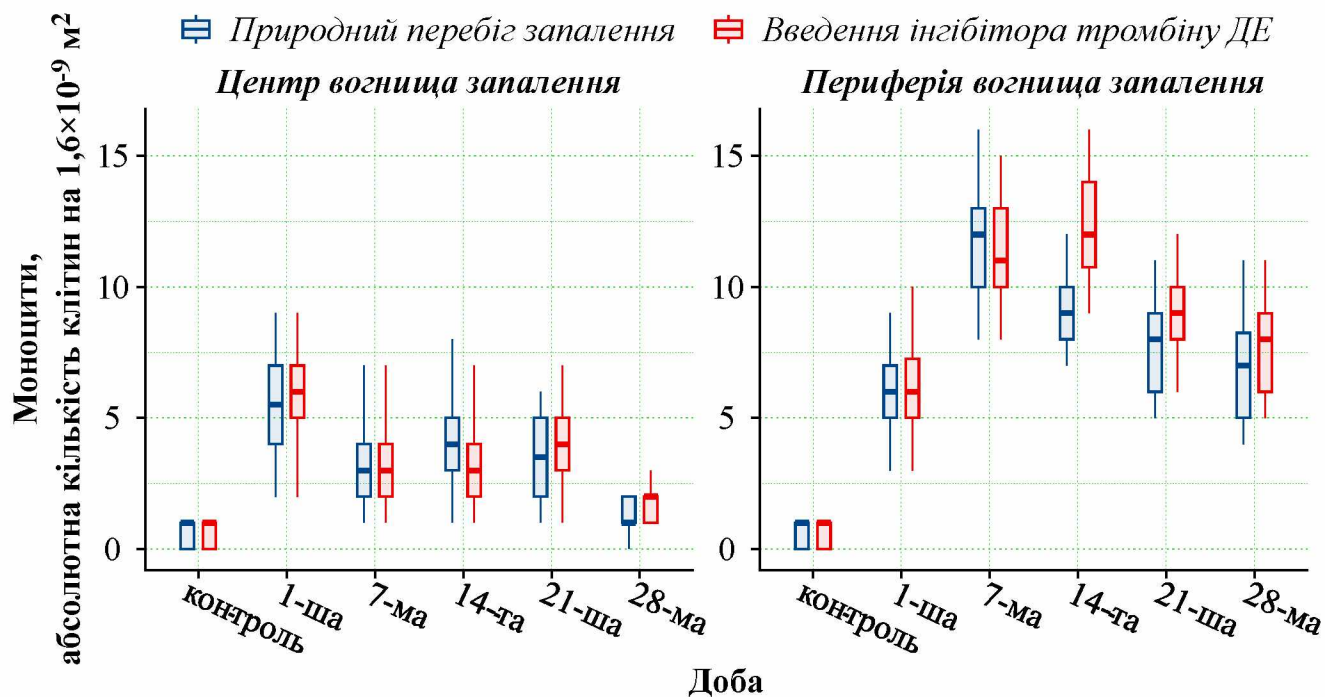 Природний перебіг запалення Введення інгібітора тромбіну ДЕ
Центр вогнища запалення Периферія вогнища запалення
Моноцити,
абсолютна кількість клітин на 1,6×10⁻⁹ м²
15
10
5
0
контроль 1-ша 7-ма 14-та 21-ша 28-ма
15
10
5
0
контроль 1-ша 7-ма 14-та 21-ша 28-ма
Доба